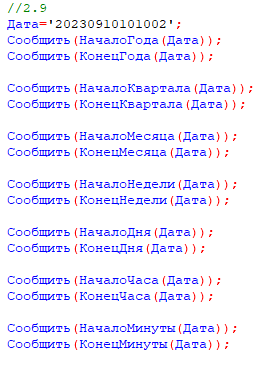 //2.9
Дата='20230910101002';
Сообщить(НачалоГода(Дата));
Сообщить(КонецГода(Дата));
Сообщить(НачалоКвартала(Дата));
Сообщить(КонецКвартала(Дата));
Сообщить(НачалоМесяца(Дата));
Сообщить(КонецМесяца(Дата));
Сообщить(НачалоНедели(Дата));
Сообщить(КонецНедели(Дата));
Сообщить(НачалоДня(Дата));
Сообщить(КонецДня(Дата));
Сообщить(НачалоЧаса(Дата));
Сообщить(КонецЧаса(Дата));
Сообщить(НачалоМинуты(Дата));
Сообщить(КонецМинуты(Дата));